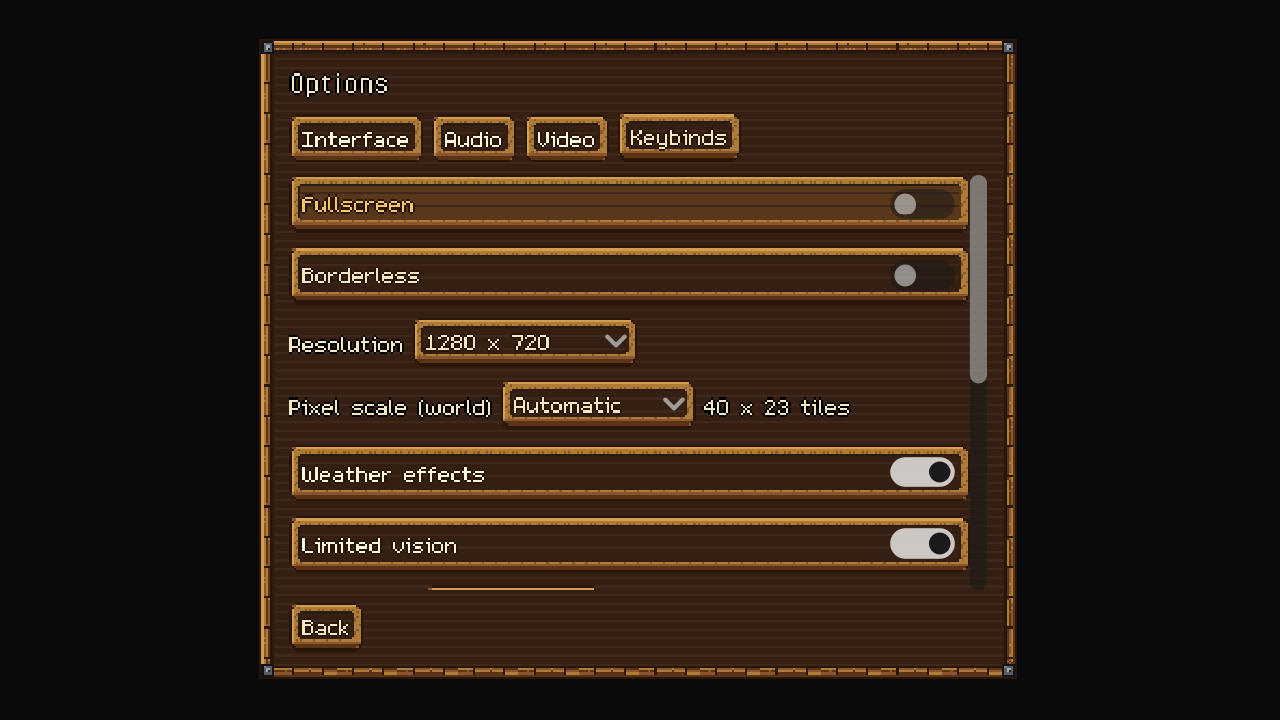 Options
Interface Audio Video Keybinds
Fullscreen
Borderless
Resolution 1280 x 720
Pixel scale (world) Automatic 40 x 23 tiles
Weather effects
Limited vision
Back